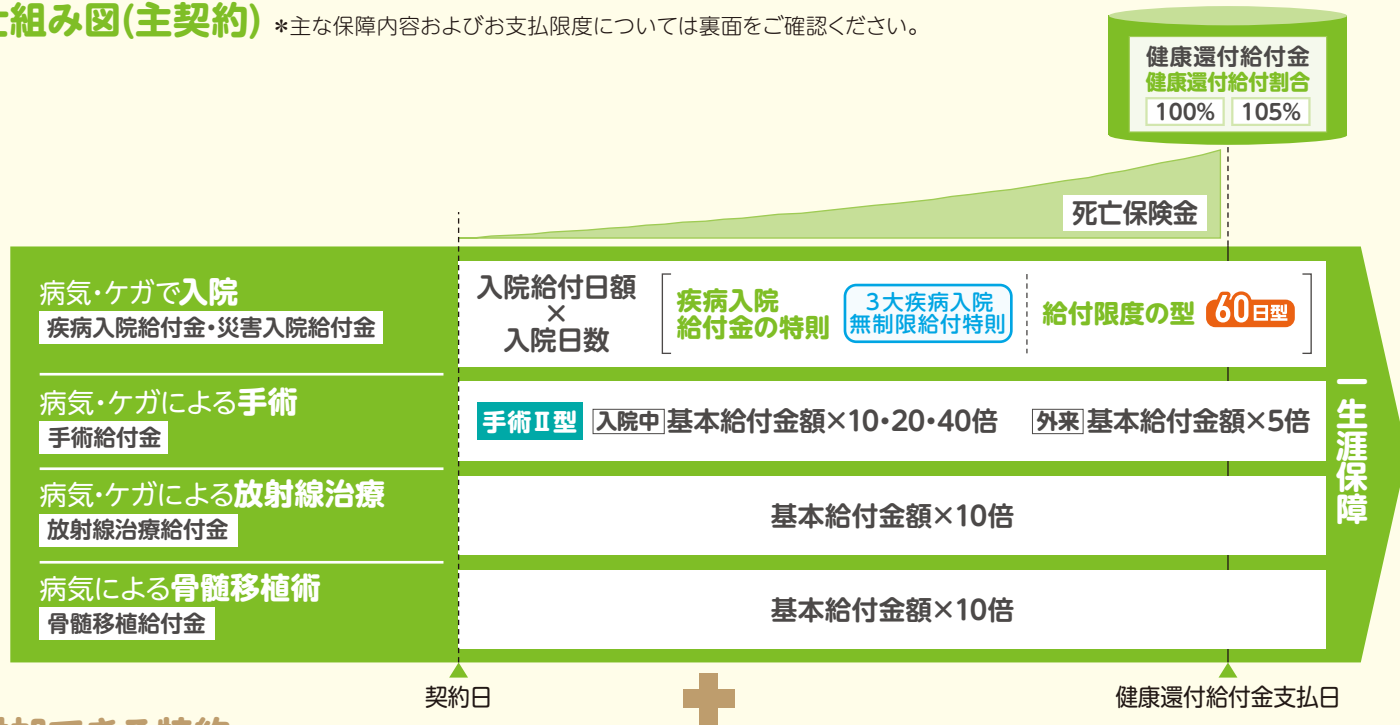 組み図(主契約) *主な保障内容およびお支払限度については裏面をご確認ください。
健康還付給付金
健康還付給付割合
100% 105%
死亡保険金
病気・ケガで入院
疾病入院給付金・災害入院給付金
入院給付日額
×
入院日数
疾病入院
給付金の特則
3大疾病入院
無制限給付特則
給付限度の型 60日型
病気・ケガによる手術
手術給付金
手術Ⅱ型 入院中 基本給付金額×10・20・40倍 外来 基本給付金額×5倍
病気・ケガによる放射線治療
放射線治療給付金
基本給付金額×10倍
病気による骨髄移植術
骨髄移植給付金
基本給付金額×10倍
一生涯保障
契約日
健康還付給付金支払日